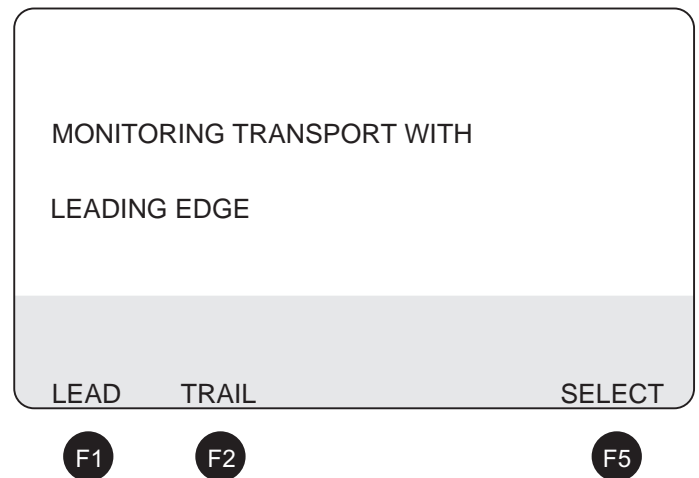 MONITORING TRANSPORT WITH
LEADING EDGE
LEAD TRAIL SELECT
F1 F2 F5